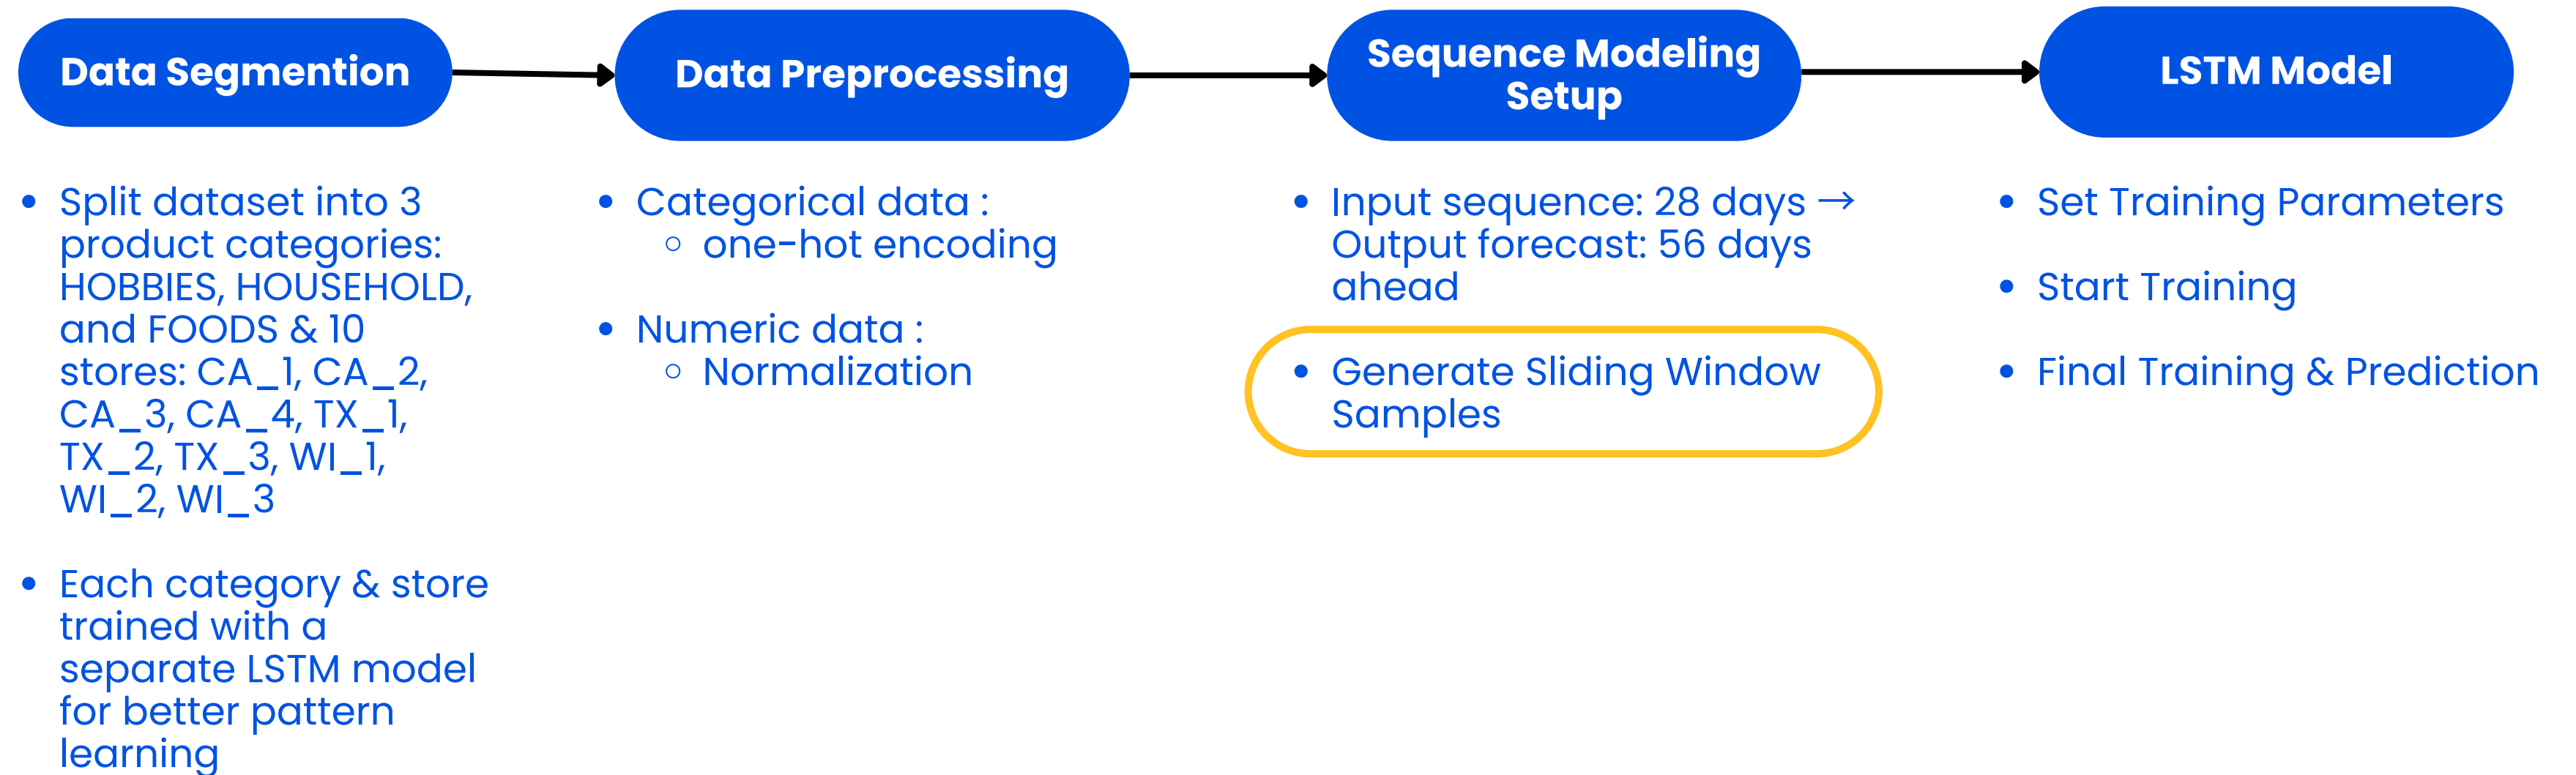 Data Segmention
Data Preprocessing
Sequence Modeling
Setup
LSTM Model
• Split dataset into 3
product categories:
HOBBIES, HOUSEHOLD,
and FOODS & 10
stores: CA_1, CA_2,
CA_3, CA_4, TX_1,
TX_2, TX_3, WI_1,
WI_2, WI_3
• Each category & store
trained with a
separate LSTM model
for better pattern
learning
• Categorical data :
○ one-hot encoding
• Numeric data :
○ Normalization
• Input sequence: 28 days →
Output forecast: 56 days
ahead
• Generate Sliding Window
Samples
• Set Training Parameters
• Start Training
• Final Training & Prediction